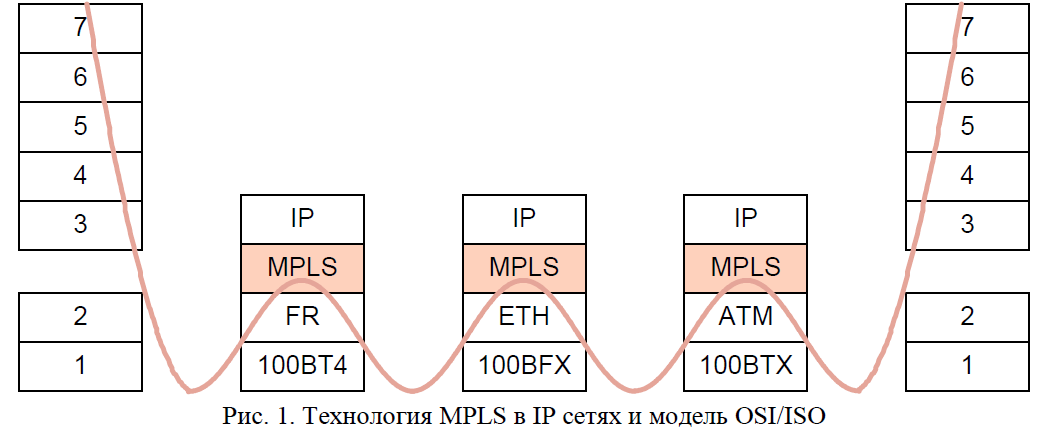 7 7
6 6
5 5
4 4
3 IP IP IP 3
MPLS MPLS MPLS
2 FR ETH ATM 2
1 100BT4 100BFX 100BTX 1
Рис. 1. Технология MPLS в IP сетях и модель OSI/ISO